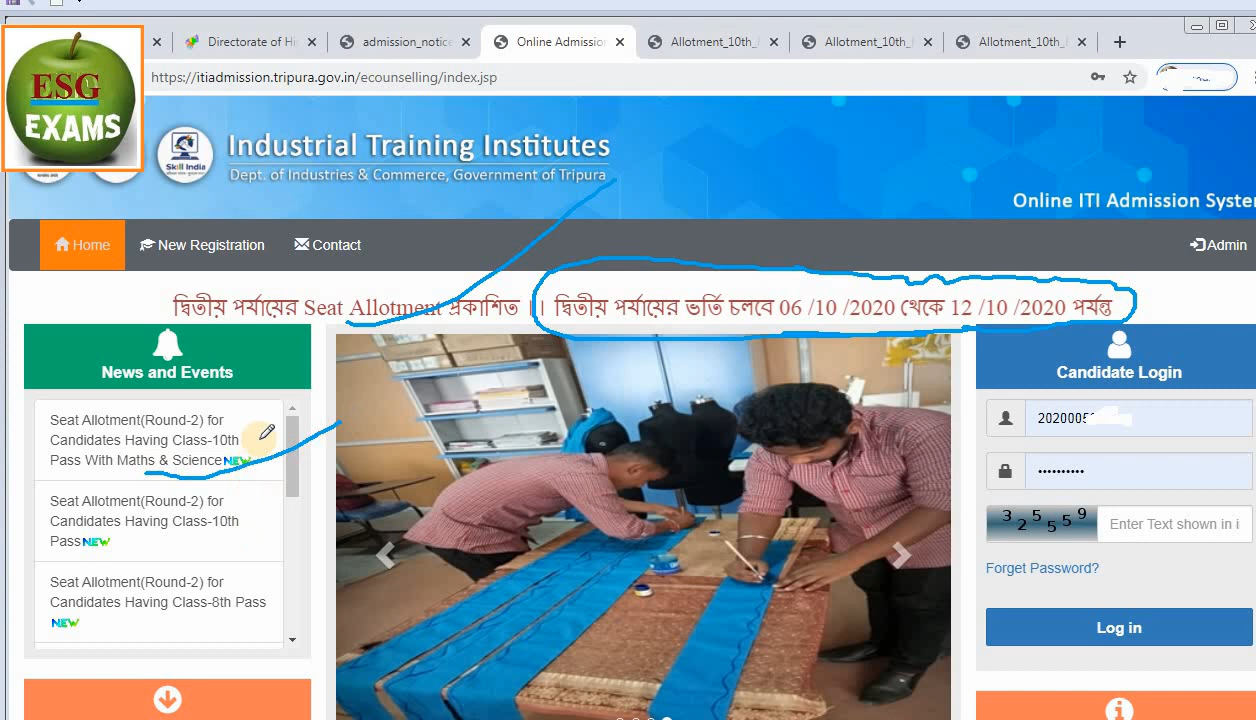 Directorate of Hi
admission_notice
Online Admissio
Allotment_10th_
Allotment_10th_
Allotment_10th_
https://itiadmission.tripura.gov.in/ecounselling/index.jsp
ESG
EXAMS
Skill India
Industrial Training Institutes
Dept. of Industries & Commerce, Government of Tripura
Online ITI Admission Syste
Home
New Registration
Contact
Admin
দ্বিতীয় পর্যায়ের Seat Allotment প্রকাশিত ।। দ্বিতীয় পর্যায়ের ভর্তি চলবে 06 /10 /2020 থেকে 12 /10 /2020 পর্যন্ত
News and Events
Seat Allotment(Round-2) for
Candidates Having Class-10th
Pass With Maths & Science NEW
Seat Allotment(Round-2) for
Candidates Having Class-10th
Pass NEW
Seat Allotment(Round-2) for
Candidates Having Class-8th Pass
NEW
Candidate Login
2020005
••••••••••
325559
Enter Text shown in i
Forget Password?
Log in